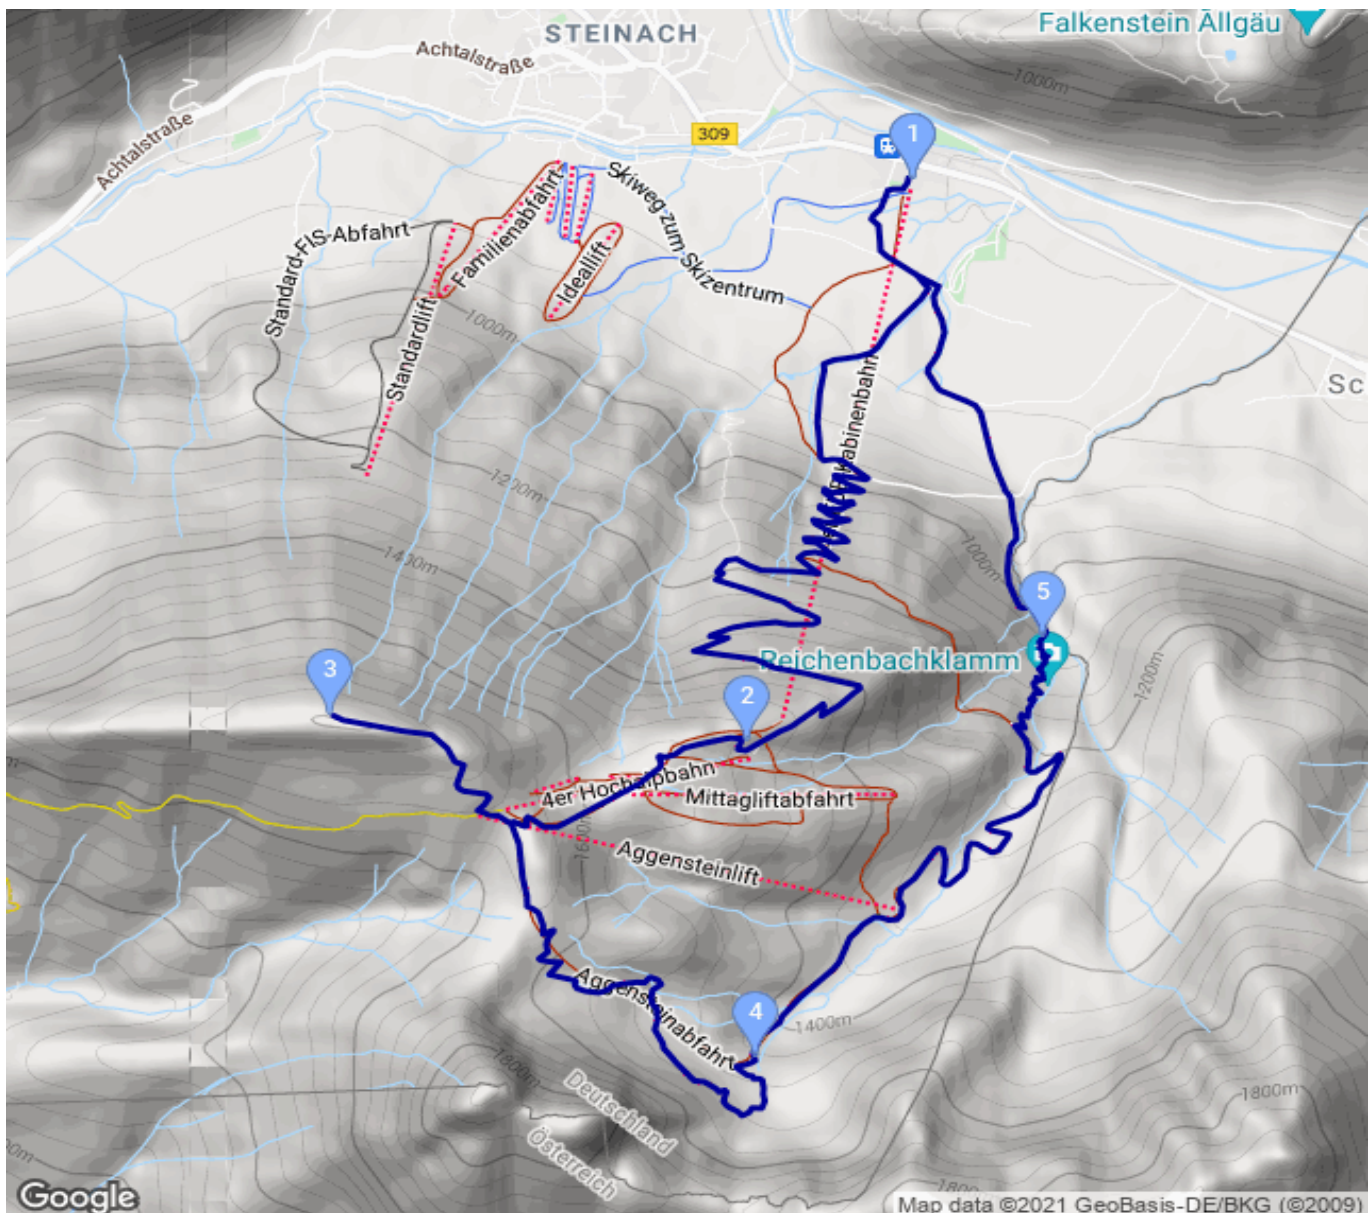 STEINACH
Falkenstein Allgäu
Achtalstraße
1000m
309
1
Achtalstraße
Skiweg zum Skizentrum
Familienabfahrt
Standard-FIS-Abfahrt
Ideallift
1000m
Standardlift
Sc
kabinenbahn
1200m
1000m
1400m
5
Reichenbachklamm
3
1200m
2
4er Hochalpbahn
Mittagliftabfahrt
Aggensteinlift
Aggensteinabfahrt
4
1400m
1800m
Deutschland
Österreich
1800m
Google
Map data ©2021 GeoBasis-DE/BKG (©2009)